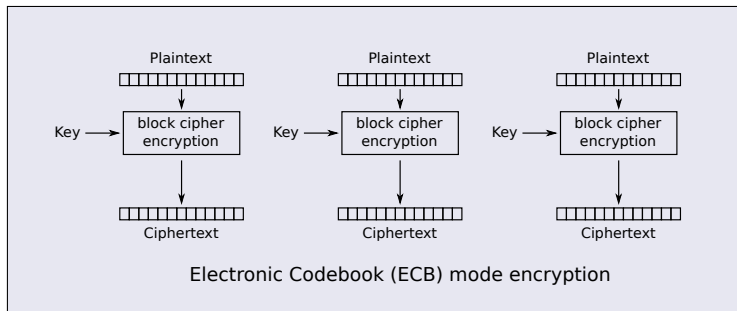 Plaintext Plaintext Plaintext
Key block cipher encryption Key block cipher encryption Key block cipher encryption
Ciphertext Ciphertext Ciphertext
Electronic Codebook (ECB) mode encryption